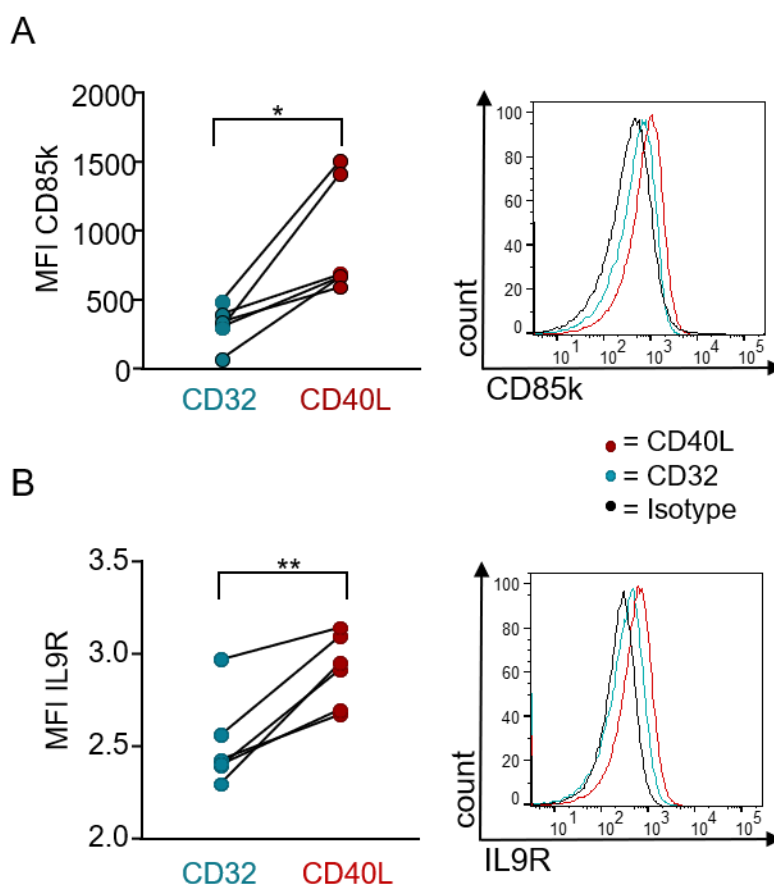 A
2000
1500
1000
500
0
MFI CD85k
*
CD32 CD40L
100
80
60
40
20
0
10^1 10^2 10^3 10^4 10^5
count
CD85k
= CD40L
= CD32
= Isotype
B
3.5
3.0
2.5
2.0
MFI IL9R
**
CD32 CD40L
100
80
60
40
20
0
10^1 10^2 10^3 10^4 10^5
count
IL9R